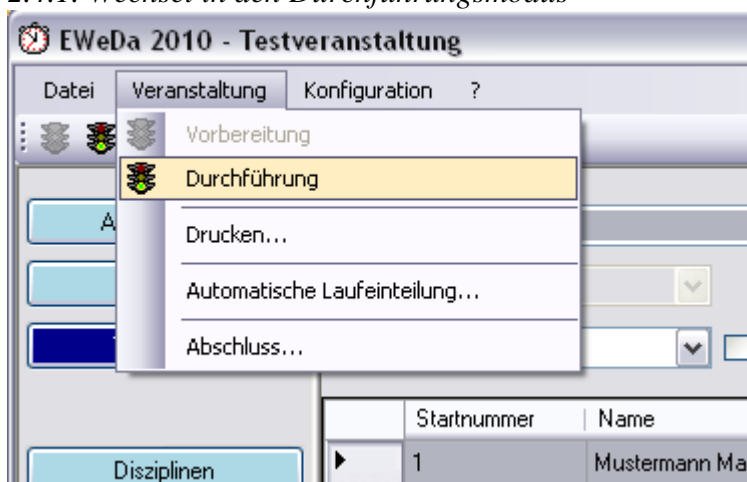 2.4.1. Wechsel in den Durchführungsmodus
EWeDa 2010 - Testveranstaltung
Datei Veranstaltung Konfiguration ?
Vorbereitung
Durchführung
Drucken...
Automatische Laufeinteilung...
Abschluss...
Startnummer Name
1 Mustermann Ma
Disziplinen